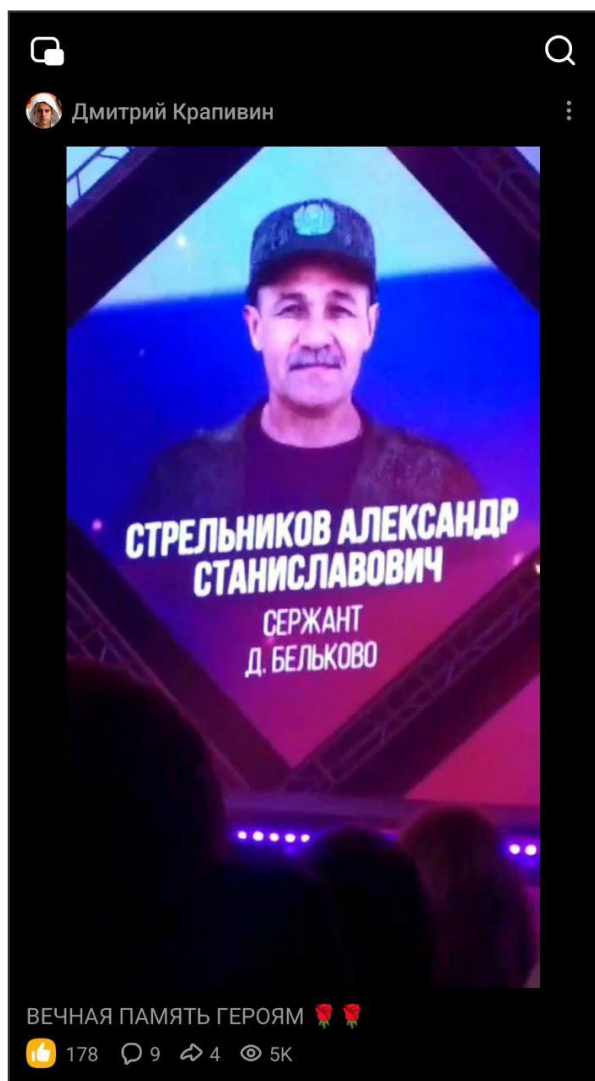 Дмитрий Крапивин
СТРЕЛЬНИКОВ АЛЕКСАНДР
СТАНИСЛАВОВИЧ
СЕРЖАНТ
Д. БЕЛЬКОВО
ВЕЧНАЯ ПАМЯТЬ ГЕРОЯМ 🌹🌹
178 9 4 5K